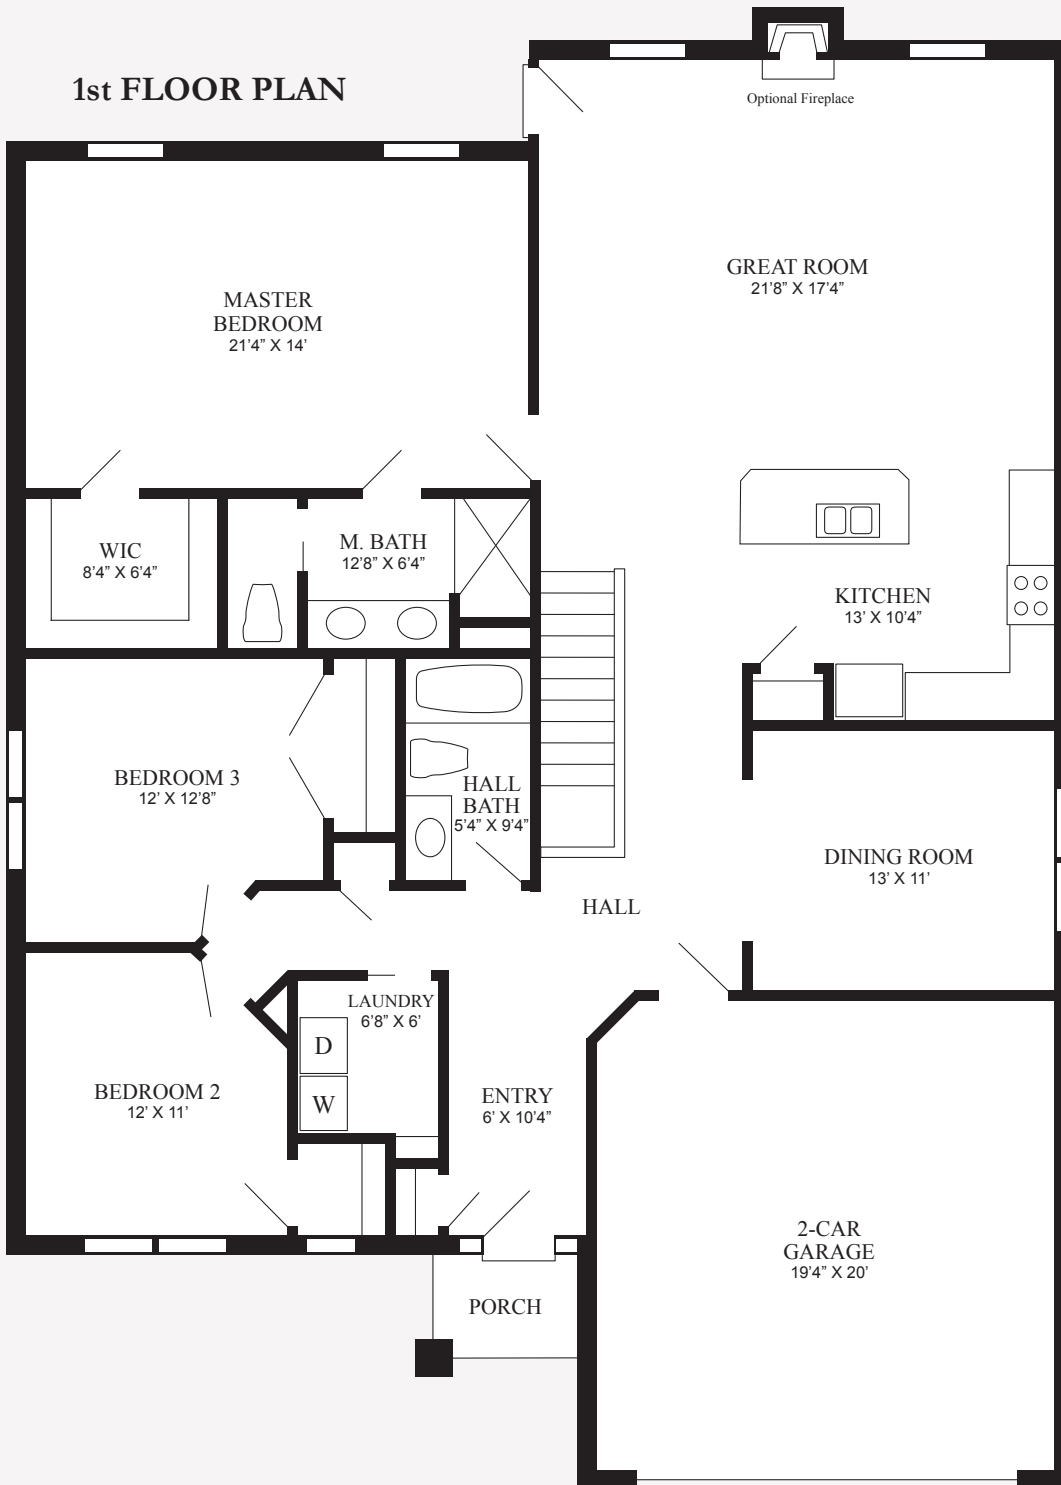 1st FLOOR PLAN
Optional Fireplace
GREAT ROOM
21'8" X 17'4"
MASTER
BEDROOM
21'4" X 14'
WIC
8'4" X 6'4"
M. BATH
12'8" X 6'4"
KITCHEN
13' X 10'4"
BEDROOM 3
12' X 12'8"
HALL
BATH
5'4" X 9'4"
DINING ROOM
13' X 11'
HALL
LAUNDRY
6'8" X 6'
D
W
BEDROOM 2
12' X 11'
ENTRY
6' X 10'4"
2-CAR
GARAGE
19'4" X 20'
PORCH